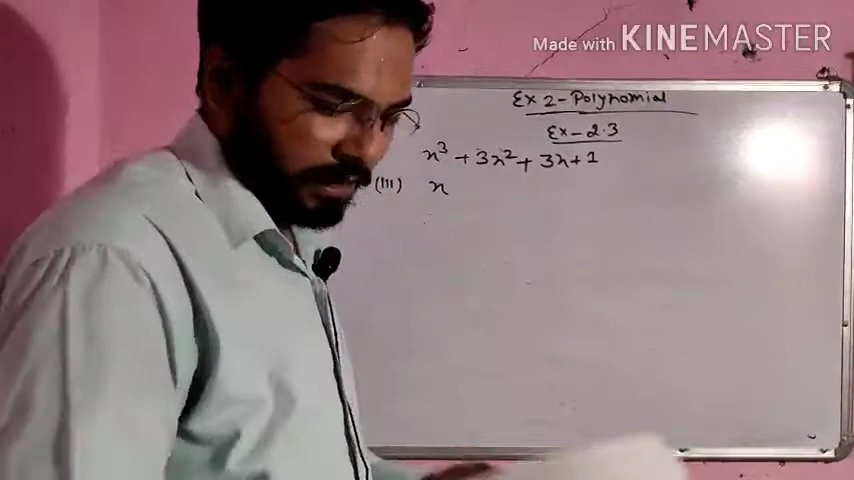 Made with KINEMASTER
Ex 2 - Polynomial
Ex - 2.3
x³ + 3x² + 3x + 1
(III) x